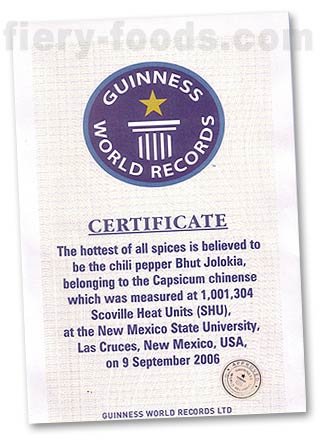 fiery-foods.com
GUINNESS
WORLD RECORDS
CERTIFICATE
The hottest of all spices is believed to
be the chili pepper Bhut Jolokia,
belonging to the Capsicum chinense
which was measured at 1,001,304
Scoville Heat Units (SHU),
at the New Mexico State University,
Las Cruces, New Mexico, USA,
on 9 September 2006
GUINNESS WORLD RECORDS LTD